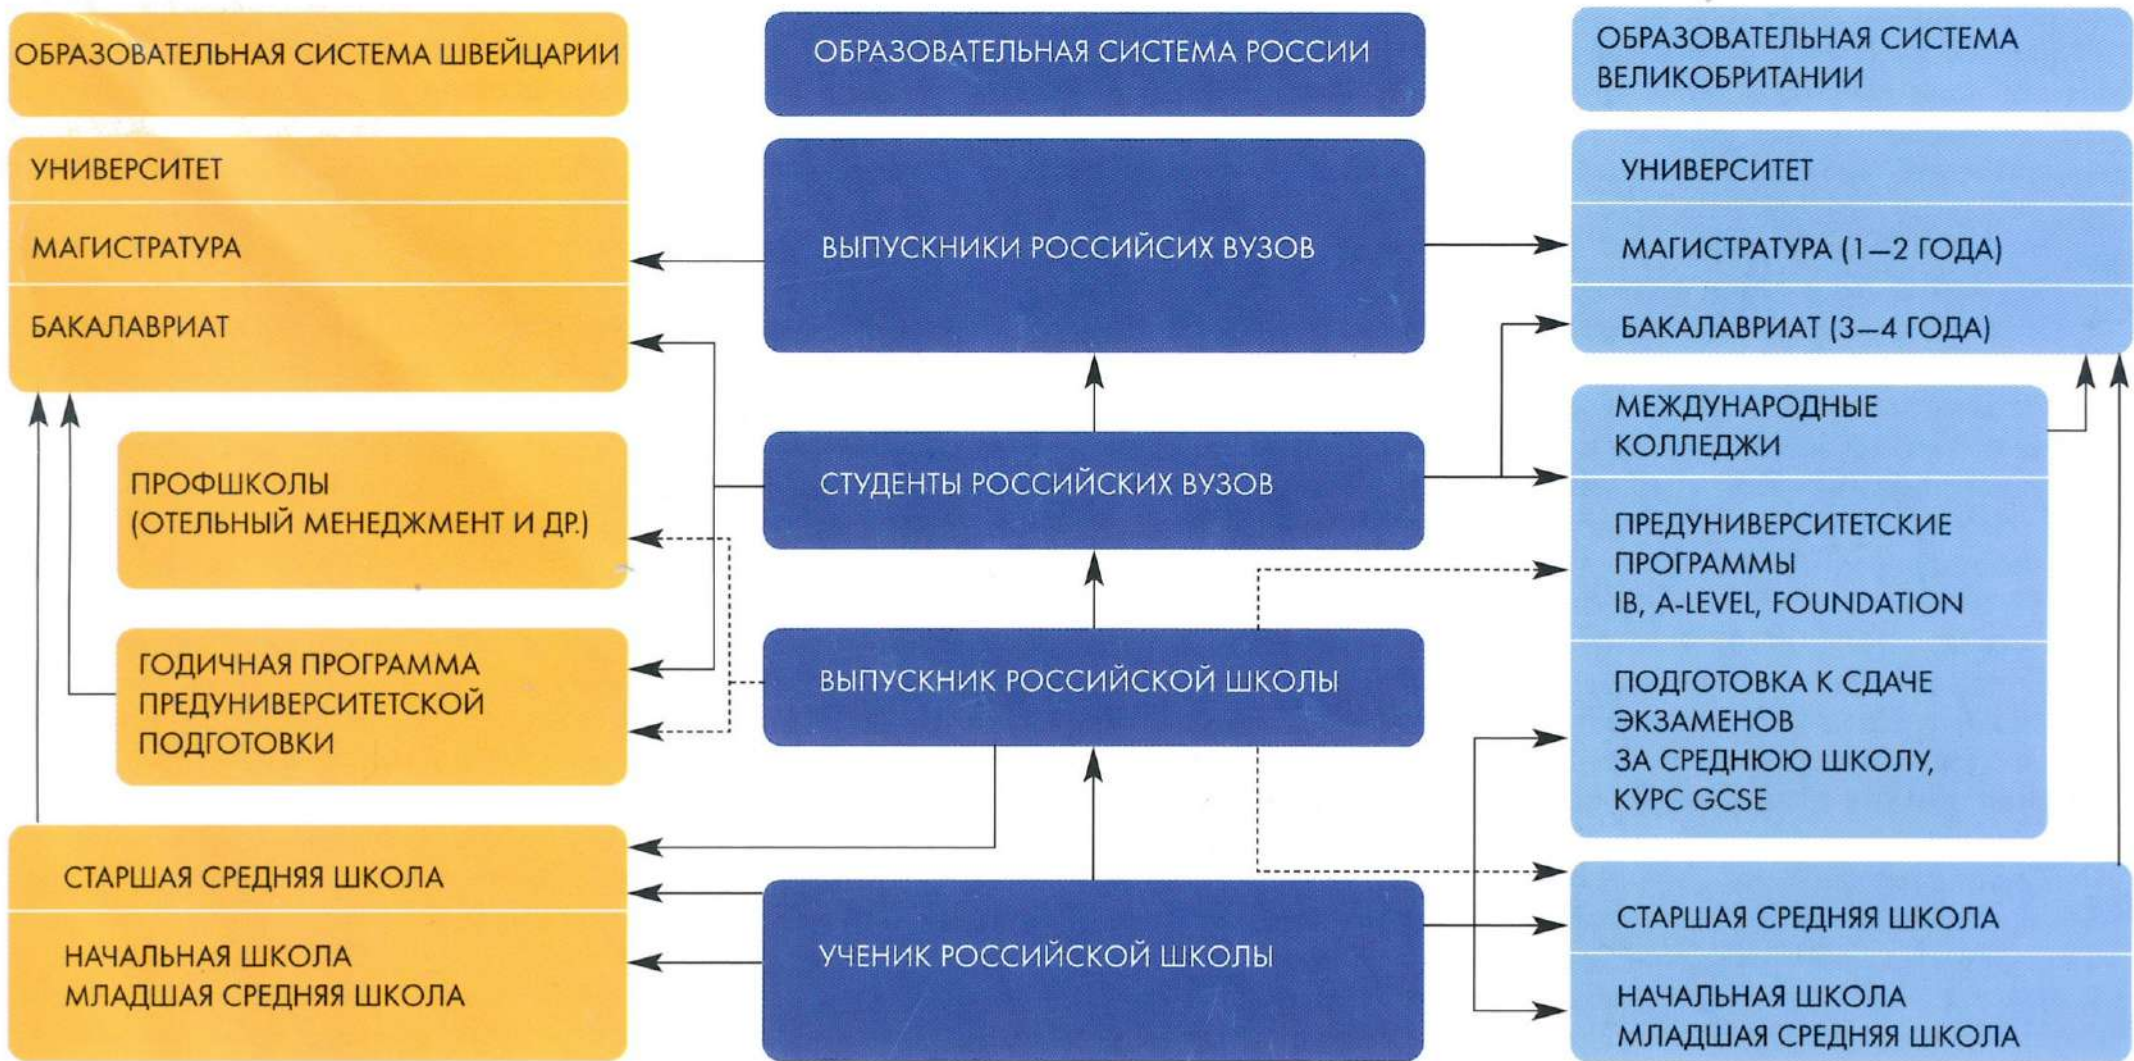 ОБРАЗОВАТЕЛЬНАЯ СИСТЕМА ШВЕЙЦАРИИ
УНИВЕРСИТЕТ
МАГИСТРАТУРА
БАКАЛАВРИАТ
ПРОФШКОЛЫ
(ОТЕЛЬНЫЙ МЕНЕДЖМЕНТ И ДР.)
ГОДИЧНАЯ ПРОГРАММА
ПРЕДУНИВЕРСИТЕТСКОЙ
ПОДГОТОВКИ
СТАРШАЯ СРЕДНЯЯ ШКОЛА
НАЧАЛЬНАЯ ШКОЛА
МЛАДШАЯ СРЕДНЯЯ ШКОЛА
ОБРАЗОВАТЕЛЬНАЯ СИСТЕМА РОССИИ
ВЫПУСКНИКИ РОССИЙСИХ ВУЗОВ
СТУДЕНТЫ РОССИЙСКИХ ВУЗОВ
ВЫПУСКНИК РОССИЙСКОЙ ШКОЛЫ
УЧЕНИК РОССИЙСКОЙ ШКОЛЫ
ОБРАЗОВАТЕЛЬНАЯ СИСТЕМА
ВЕЛИКОБРИТАНИИ
УНИВЕРСИТЕТ
МАГИСТРАТУРА (1—2 ГОДА)
БАКАЛАВРИАТ (3—4 ГОДА)
МЕЖДУНАРОДНЫЕ
КОЛЛЕДЖИ
ПРЕДУНИВЕРСИТЕТСКИЕ
ПРОГРАММЫ
IB, A-LEVEL, FOUNDATION
ПОДГОТОВКА К СДАЧЕ
ЭКЗАМЕНОВ
ЗА СРЕДНЮЮ ШКОЛУ,
КУРС GCSE
СТАРШАЯ СРЕДНЯЯ ШКОЛА
НАЧАЛЬНАЯ ШКОЛА
МЛАДШАЯ СРЕДНЯЯ ШКОЛА